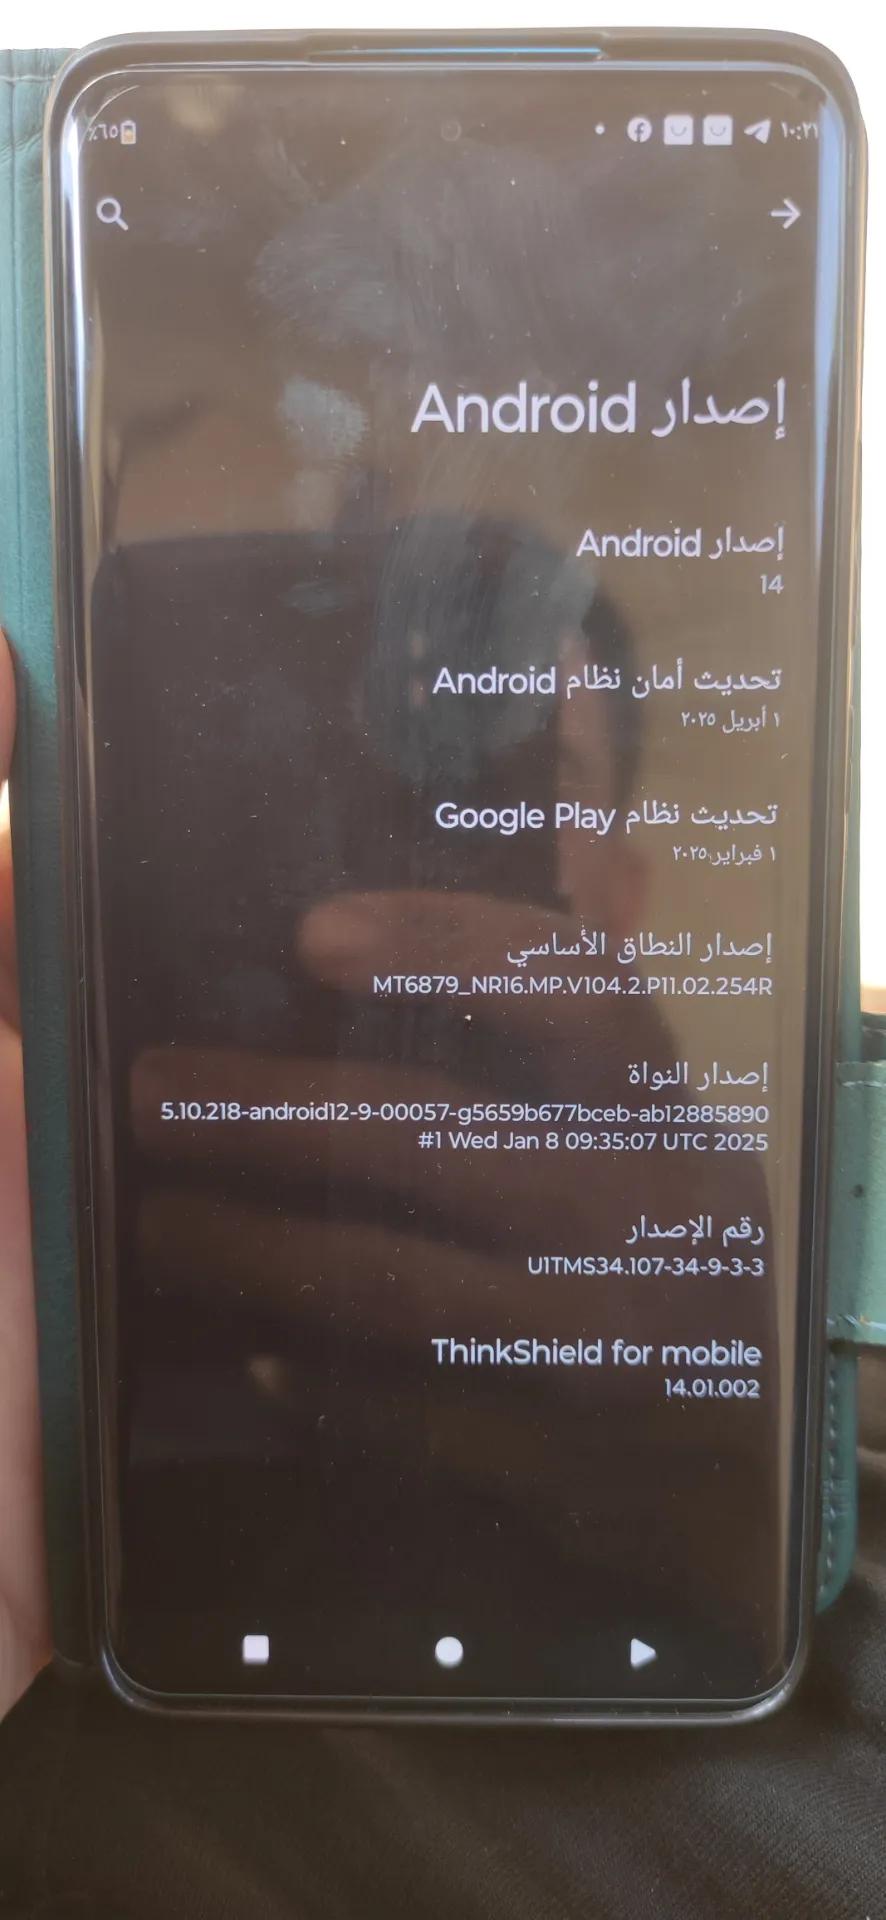 ١٠:٢١
٪٦٥
إصدار Android
إصدار Android
14
تحديث أمان نظام Android
١ أبريل ٢٠٢٥
تحديث نظام Google Play
١ فبراير ٢٠٢٥
إصدار النطاق الأساسي
MT6879_NR16.MP.V104.2.P11.02.254R
إصدار النواة
5.10.218-android12-9-00057-g5659b677bceb-ab12885890
#1 Wed Jan 8 09:35:07 UTC 2025
رقم الإصدار
U1TMS34.107-34-9-3-3
ThinkShield for mobile
14.01.002